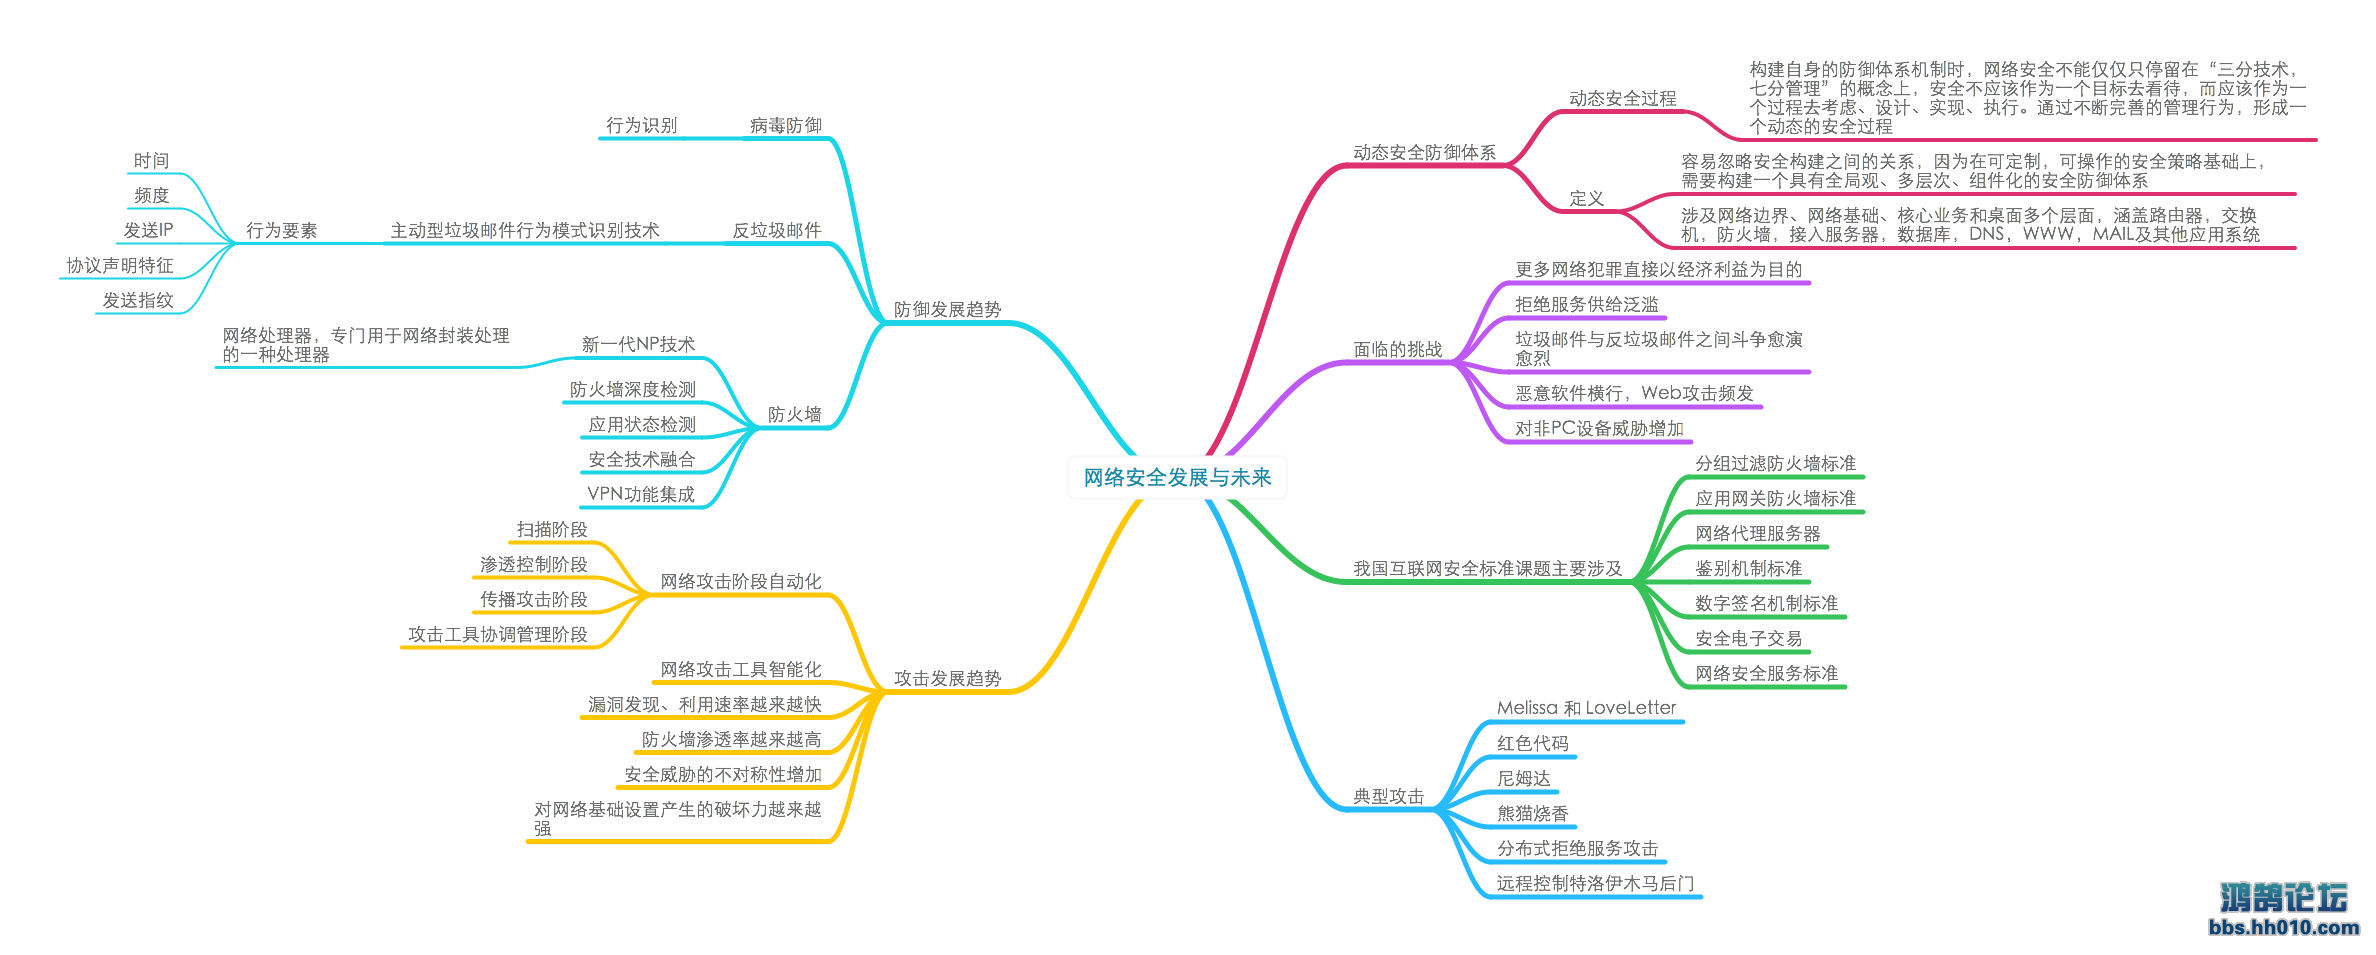 网络安全发展与未来
动态安全防御体系
动态安全过程
构建自身的防御体系机制时，网络安全不能仅仅只停留在“三分技术，
七分管理”的概念上，安全不应该作为一个目标去看待，而应该作为一
个过程去考虑、设计、实现、执行。通过不断完善的管理行为，形成一
个动态的安全过程
定义
容易忽略安全构建之间的关系，因为在可定制，可操作的安全策略基础上，
需要构建一个具有全局观、多层次、组件化的安全防御体系
涉及网络边界、网络基础、核心业务和桌面多个层面，涵盖路由器，交换
机，防火墙，接入服务器，数据库，DNS，WWW，MAIL及其他应用系统
面临的挑战
更多网络犯罪直接以经济利益为目的
拒绝服务供给泛滥
垃圾邮件与反垃圾邮件之间斗争愈演
愈烈
恶意软件横行，Web攻击频发
对非PC设备威胁增加
我国互联网安全标准课题主要涉及
分组过滤防火墙标准
应用网关防火墙标准
网络代理服务器
鉴别机制标准
数字签名机制标准
安全电子交易
网络安全服务标准
典型攻击
Melissa 和 LoveLetter
红色代码
尼姆达
熊猫烧香
分布式拒绝服务攻击
远程控制特洛伊木马后门
防御发展趋势
病毒防御
行为识别
反垃圾邮件
主动型垃圾邮件行为模式识别技术
行为要素
时间
频度
发送IP
协议声明特征
发送指纹
防火墙
新一代NP技术
网络处理器，专门用于网络封装处理
的一种处理器
防火墙深度检测
应用状态检测
安全技术融合
VPN功能集成
攻击发展趋势
网络攻击阶段自动化
扫描阶段
渗透控制阶段
传播攻击阶段
攻击工具协调管理阶段
网络攻击工具智能化
漏洞发现、利用速率越来越快
防火墙渗透率越来越高
安全威胁的不对称性增加
对网络基础设置产生的破坏力越来越
强
鸿鹄论坛
bbs.hh010.com